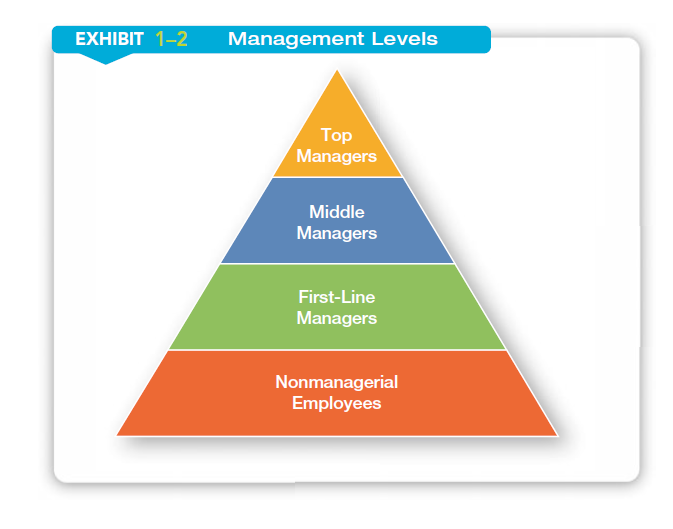 EXHIBIT 1–2 Management Levels
Top
Managers
Middle
Managers
First-Line
Managers
Nonmanagerial
Employees